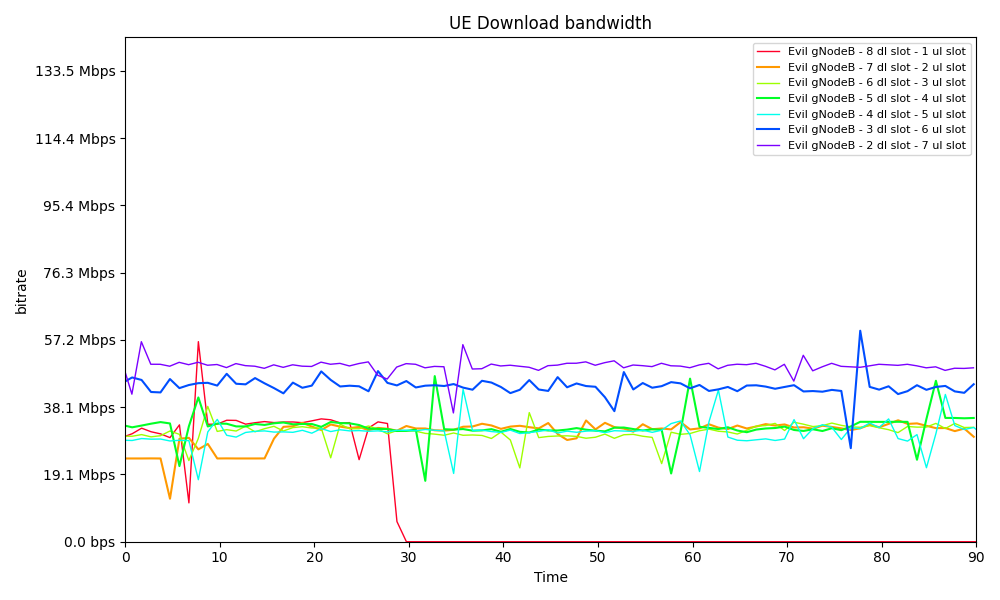 UE Download bandwidth
133.5 Mbps
114.4 Mbps
95.4 Mbps
76.3 Mbps
57.2 Mbps
38.1 Mbps
19.1 Mbps
0.0 bps
bitrate
Evil gNodeB - 8 dl slot - 1 ul slot
Evil gNodeB - 7 dl slot - 2 ul slot
Evil gNodeB - 6 dl slot - 3 ul slot
Evil gNodeB - 5 dl slot - 4 ul slot
Evil gNodeB - 4 dl slot - 5 ul slot
Evil gNodeB - 3 dl slot - 6 ul slot
Evil gNodeB - 2 dl slot - 7 ul slot
0 10 20 30 40 50 60 70 80 90
Time